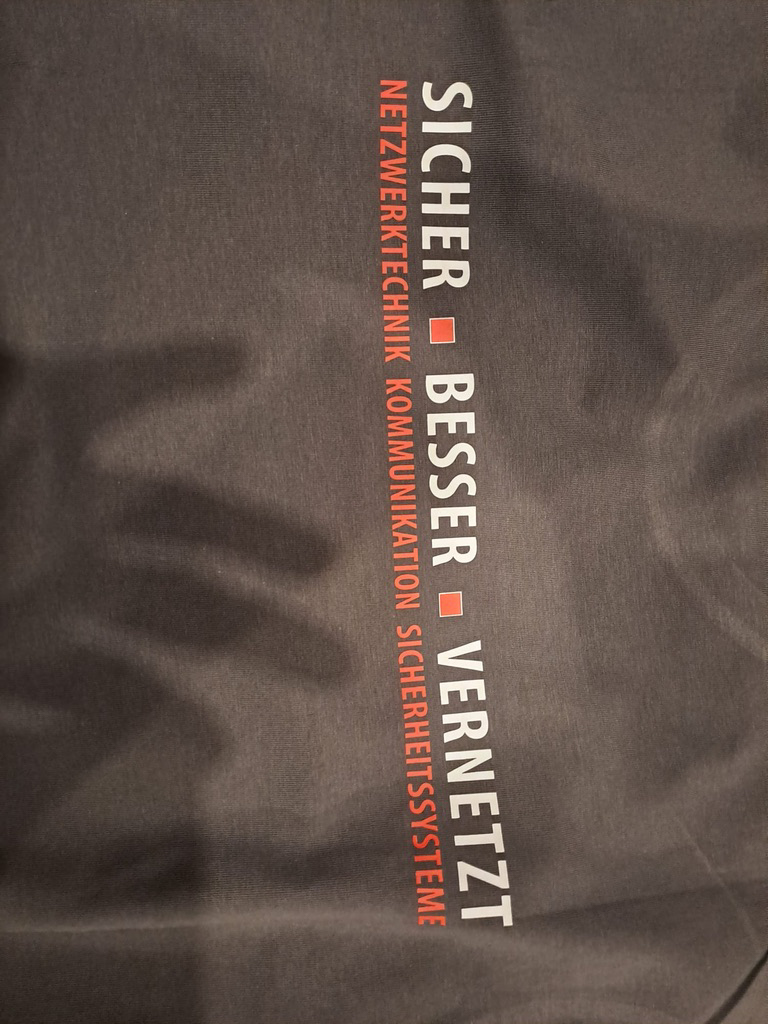 SICHER ▪ BESSER ▪ VERNETZT
NETZWERKTECHNIK KOMMUNIKATION SICHERHEITSSYSTEME